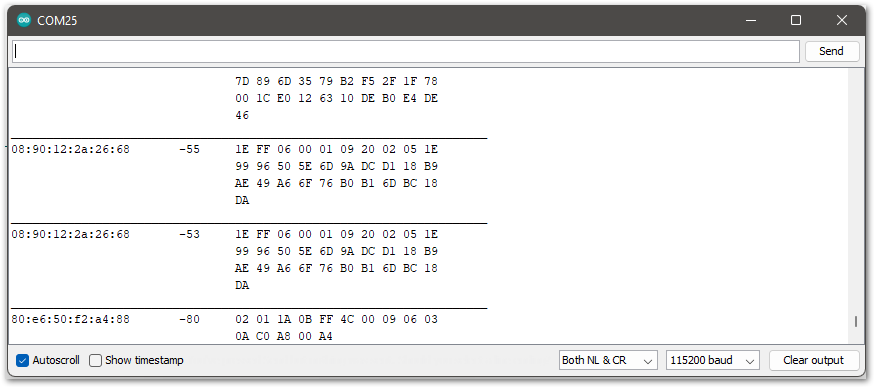 COM25
Send
7D 89 6D 35 79 B2 F5 2F 1F 78
00 1C E0 12 63 10 DE B0 E4 DE
46
08:90:12:2a:26:68 -55 1E FF 06 00 01 09 20 02 05 1E
99 96 50 5E 6D 9A DC D1 18 B9
AE 49 A6 6F 76 B0 B1 6D BC 18
DA
08:90:12:2a:26:68 -53 1E FF 06 00 01 09 20 02 05 1E
99 96 50 5E 6D 9A DC D1 18 B9
AE 49 A6 6F 76 B0 B1 6D BC 18
DA
80:e6:50:f2:a4:88 -80 02 01 1A 0B FF 4C 00 09 06 03
0A C0 A8 00 A4
Autoscroll Show timestamp Both NL & CR 115200 baud Clear output